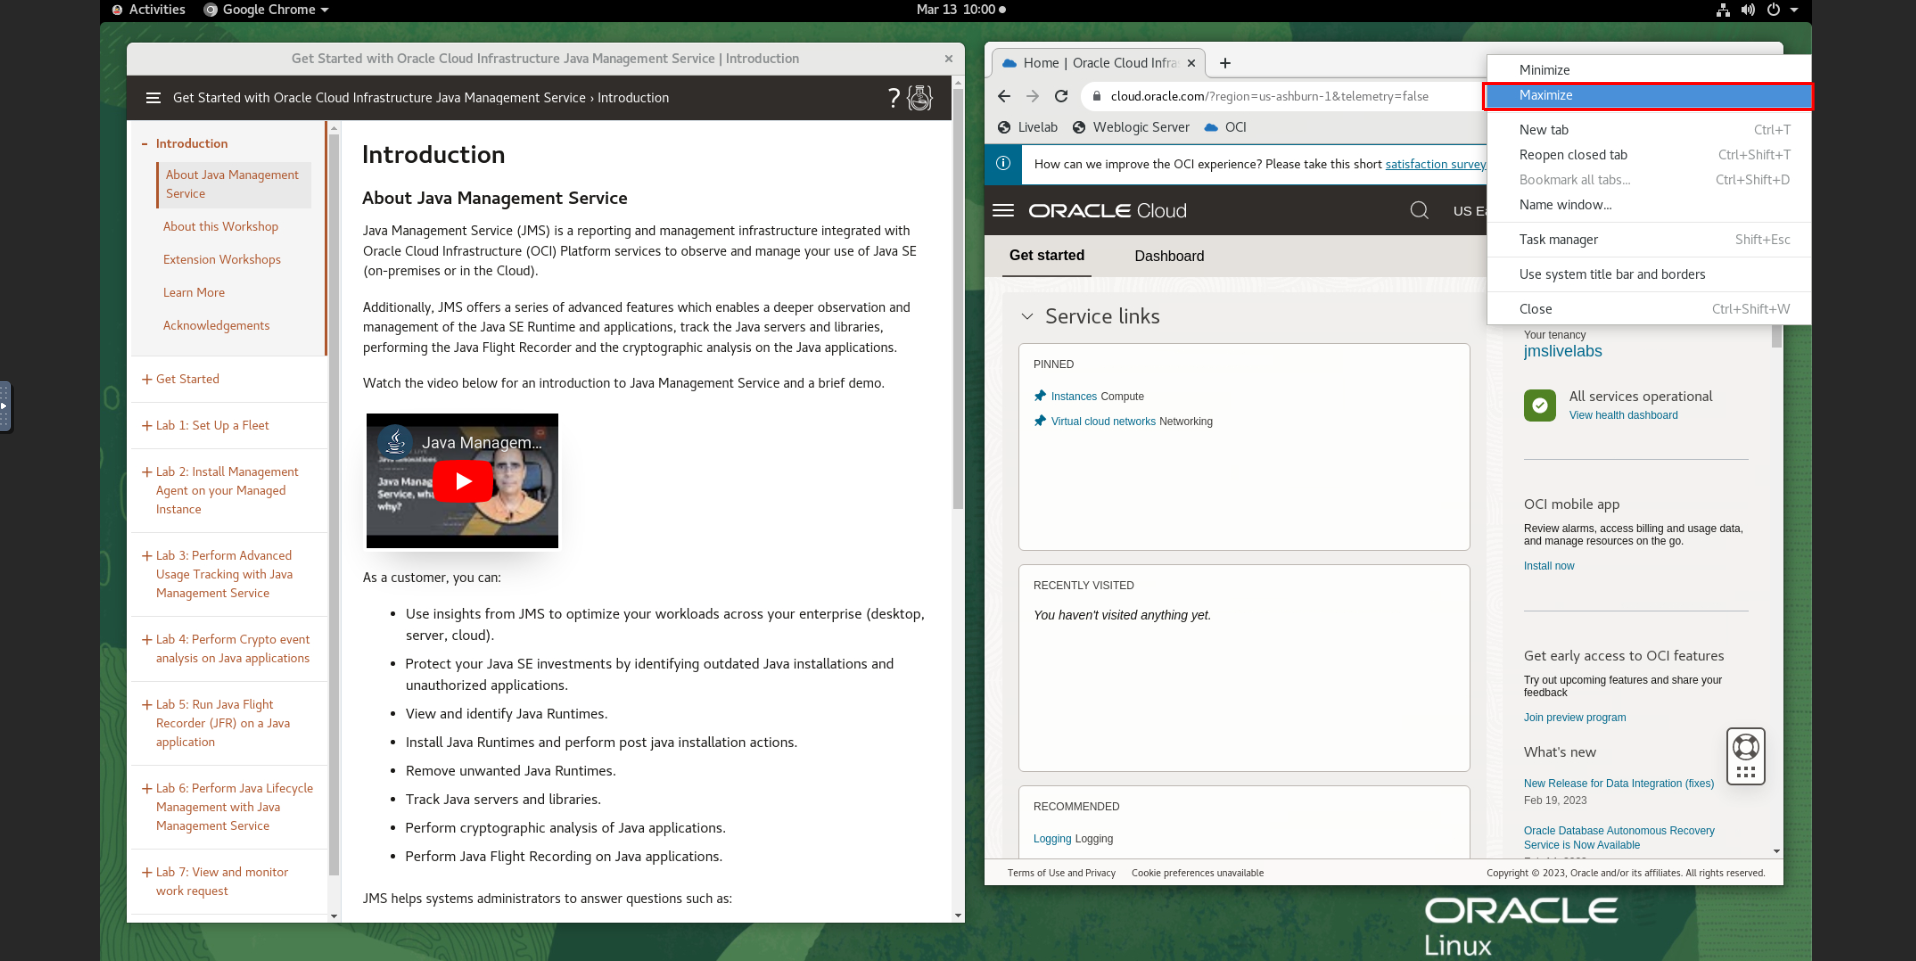 Activities
Google Chrome
Mar 13 10:00
Get Started with Oracle Cloud Infrastructure Java Management Service | Introduction
Get Started with Oracle Cloud Infrastructure Java Management Service › Introduction
?
- Introduction
About Java Management
Service
About this Workshop
Extension Workshops
Learn More
Acknowledgements
+ Get Started
+ Lab 1: Set Up a Fleet
+ Lab 2: Install Management
Agent on your Managed
Instance
+ Lab 3: Perform Advanced
Usage Tracking with Java
Management Service
+ Lab 4: Perform Crypto event
analysis on Java applications
+ Lab 5: Run Java Flight
Recorder (JFR) on a Java
application
+ Lab 6: Perform Java Lifecycle
Management with Java
Management Service
+ Lab 7: View and monitor
work request
Introduction
About Java Management Service
Java Management Service (JMS) is a reporting and management infrastructure integrated with
Oracle Cloud Infrastructure (OCI) Platform services to observe and manage your use of Java SE
(on-premises or in the Cloud).
Additionally, JMS offers a series of advanced features which enables a deeper observation and
management of the Java SE Runtime and applications, track the Java servers and libraries,
performing the Java Flight Recorder and the cryptographic analysis on the Java applications.
Watch the video below for an introduction to Java Management Service and a brief demo.
Java Managem...
Java Manag
Service, wha
why?
As a customer, you can:
• Use insights from JMS to optimize your workloads across your enterprise (desktop,
server, cloud).
• Protect your Java SE investments by identifying outdated Java installations and
unauthorized applications.
• View and identify Java Runtimes.
• Install Java Runtimes and perform post java installation actions.
• Remove unwanted Java Runtimes.
• Track Java servers and libraries.
• Perform cryptographic analysis of Java applications.
• Perform Java Flight Recording on Java applications.
JMS helps systems administrators to answer questions such as:
Home | Oracle Cloud Infra
cloud.oracle.com/?region=us-ashburn-1&telemetry=false
Livelab
Weblogic Server
OCI
How can we improve the OCI experience? Please take this short satisfaction survey
ORACLE Cloud
US Ea
Get started
Dashboard
Service links
PINNED
Instances Compute
Virtual cloud networks Networking
RECENTLY VISITED
You haven't visited anything yet.
RECOMMENDED
Logging Logging
Minimize
Maximize
New tab Ctrl+T
Reopen closed tab Ctrl+Shift+T
Bookmark all tabs... Ctrl+Shift+D
Name window...
Task manager Shift+Esc
Use system title bar and borders
Close Ctrl+Shift+W
Your tenancy
jmslivelabs
All services operational
View health dashboard
OCI mobile app
Review alarms, access billing and usage data,
and manage resources on the go.
Install now
Get early access to OCI features
Try out upcoming features and share your
feedback
Join preview program
What's new
New Release for Data Integration (fixes)
Feb 19, 2023
Oracle Database Autonomous Recovery
Service is Now Available
Terms of Use and Privacy
Cookie preferences unavailable
Copyright © 2023, Oracle and/or its affiliates. All rights reserved.
ORACLE
Linux